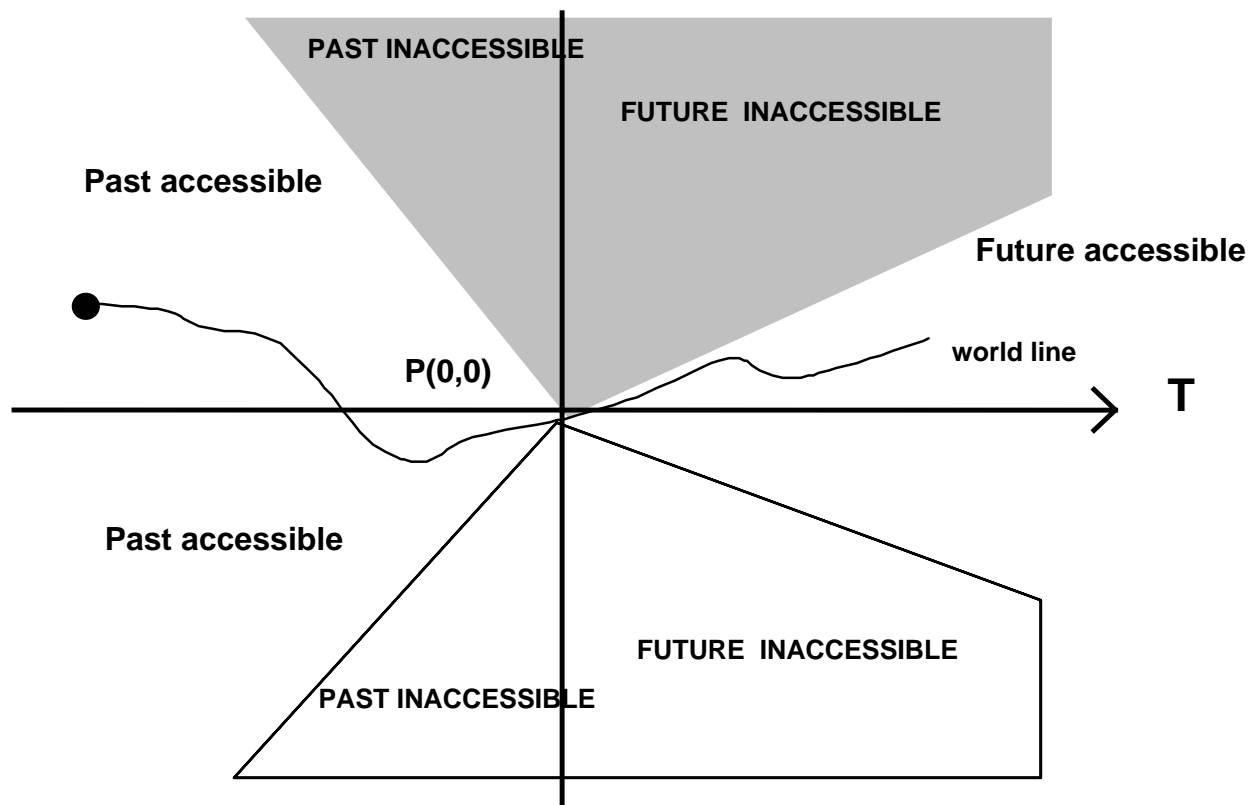 PAST INACCESSIBLE
FUTURE  INACCESSIBLE
Past accessible
Future accessible
world line
P(0,0)
T
Past accessible
FUTURE  INACCESSIBLE
PAST INACCESSIBLE